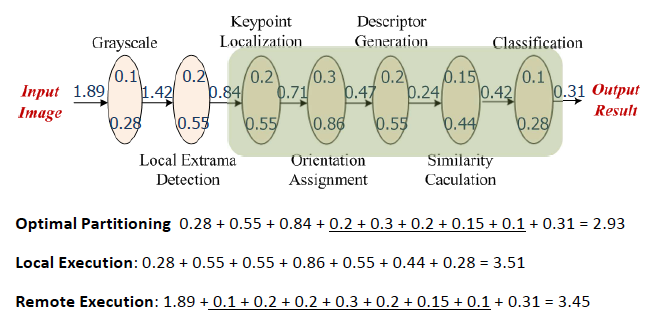 Keypoint Descriptor
Grayscale Localization Generation Classification
0.1 0.2 0.2 0.3 0.2 0.15 0.1
Input 1.89 1.42 0.84 0.71 0.47 0.24 0.42 0.31 Output
Image Result
0.28 0.55 0.55 0.86 0.55 0.44 0.28
Local Extrama Orientation Similarity
Detection Assignment Caculation
Optimal Partitioning 0.28 + 0.55 + 0.84 + 0.2 + 0.3 + 0.2 + 0.15 + 0.1 + 0.31 = 2.93
Local Execution: 0.28 + 0.55 + 0.55 + 0.86 + 0.55 + 0.44 + 0.28 = 3.51
Remote Execution: 1.89 + 0.1 + 0.2 + 0.2 + 0.3 + 0.2 + 0.15 + 0.1 + 0.31 = 3.45